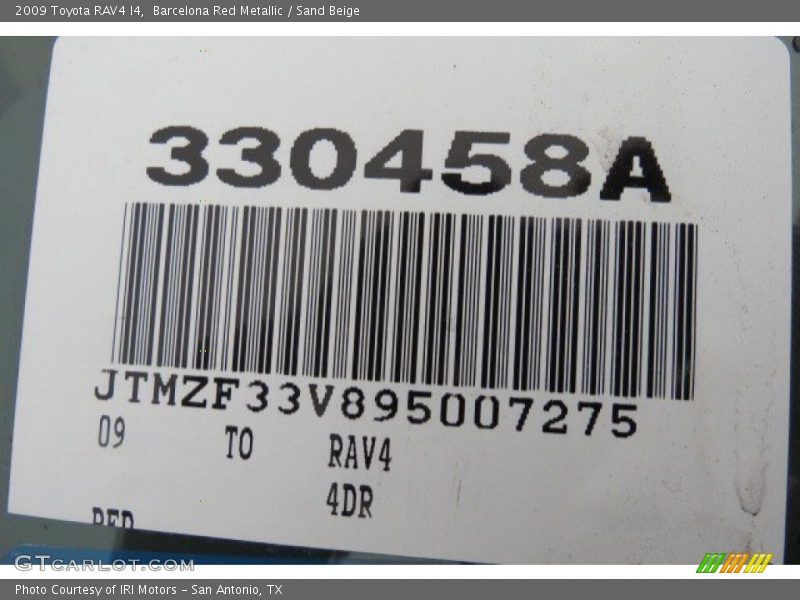 2009 Toyota RAV4 I4,  Barcelona Red Metallic / Sand Beige
330458A
JTMZF33V895007275
09 TO RAV4
4DR
RED
GTCARLOT.COM
Photo Courtesy of IRI Motors – San Antonio, TX